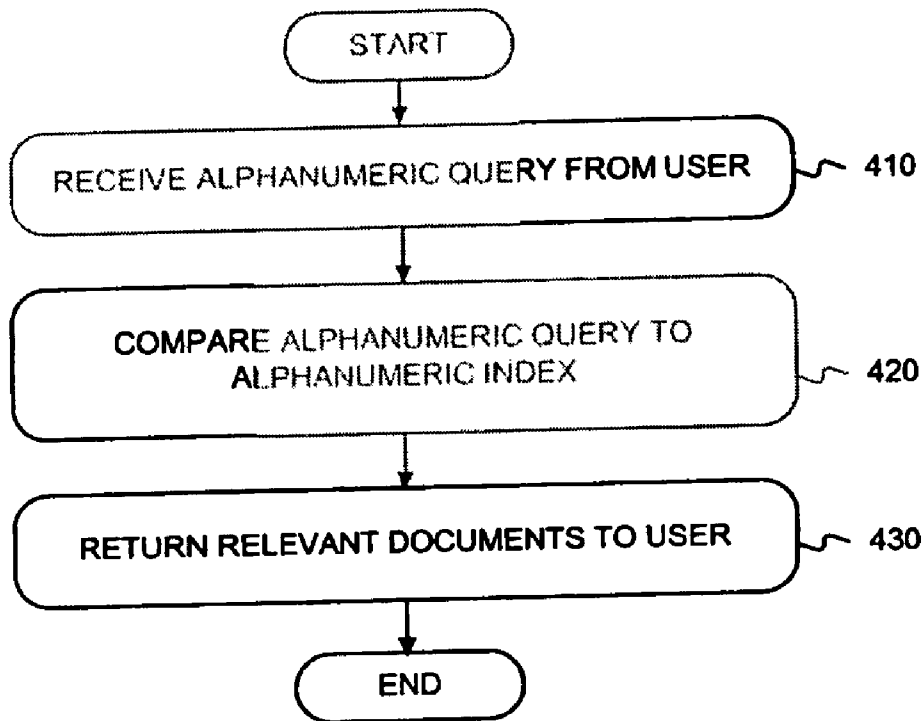 START
RECEIVE ALPHANUMERIC QUERY FROM USER
410
COMPARE ALPHANUMERIC QUERY TO
ALPHANUMERIC INDEX
420
RETURN RELEVANT DOCUMENTS TO USER
430
END